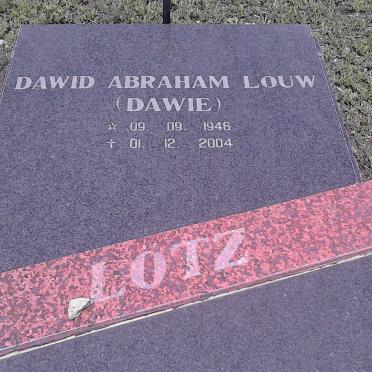 DAWID ABRAHAM LOUW
(DAWIE)
☆ 09. 09. 1946
✝ 01. 12. 2004
LOTZ